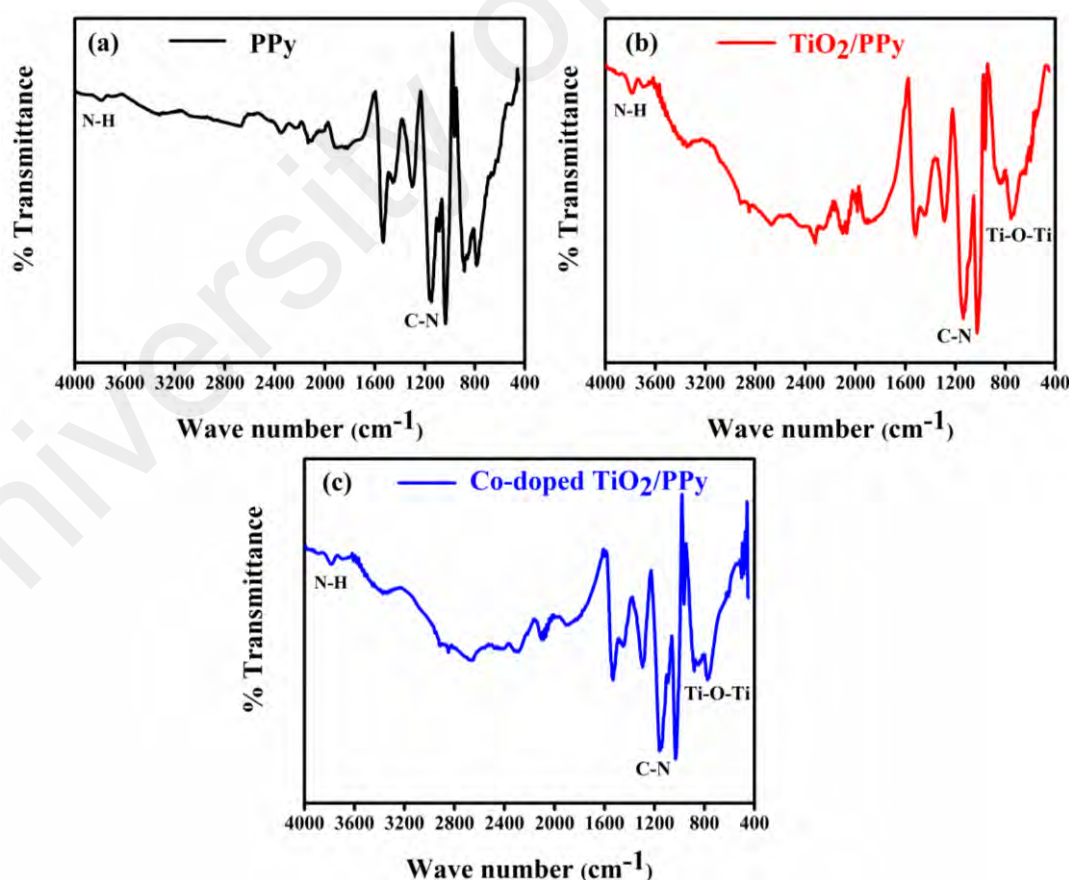 (a) PPy
% Transmittance
N-H
C-N
4000 3600 3200 2800 2400 2000 1600 1200 800 400
Wave number (cm⁻¹)
(b) TiO₂/PPy
% Transmittance
N-H
Ti-O-Ti
C-N
4000 3600 3200 2800 2400 2000 1600 1200 800 400
Wave number (cm⁻¹)
(c) Co-doped TiO₂/PPy
% Transmittance
N-H
Ti-O-Ti
C-N
4000 3600 3200 2800 2400 2000 1600 1200 800 400
Wave number (cm⁻¹)
niversity o